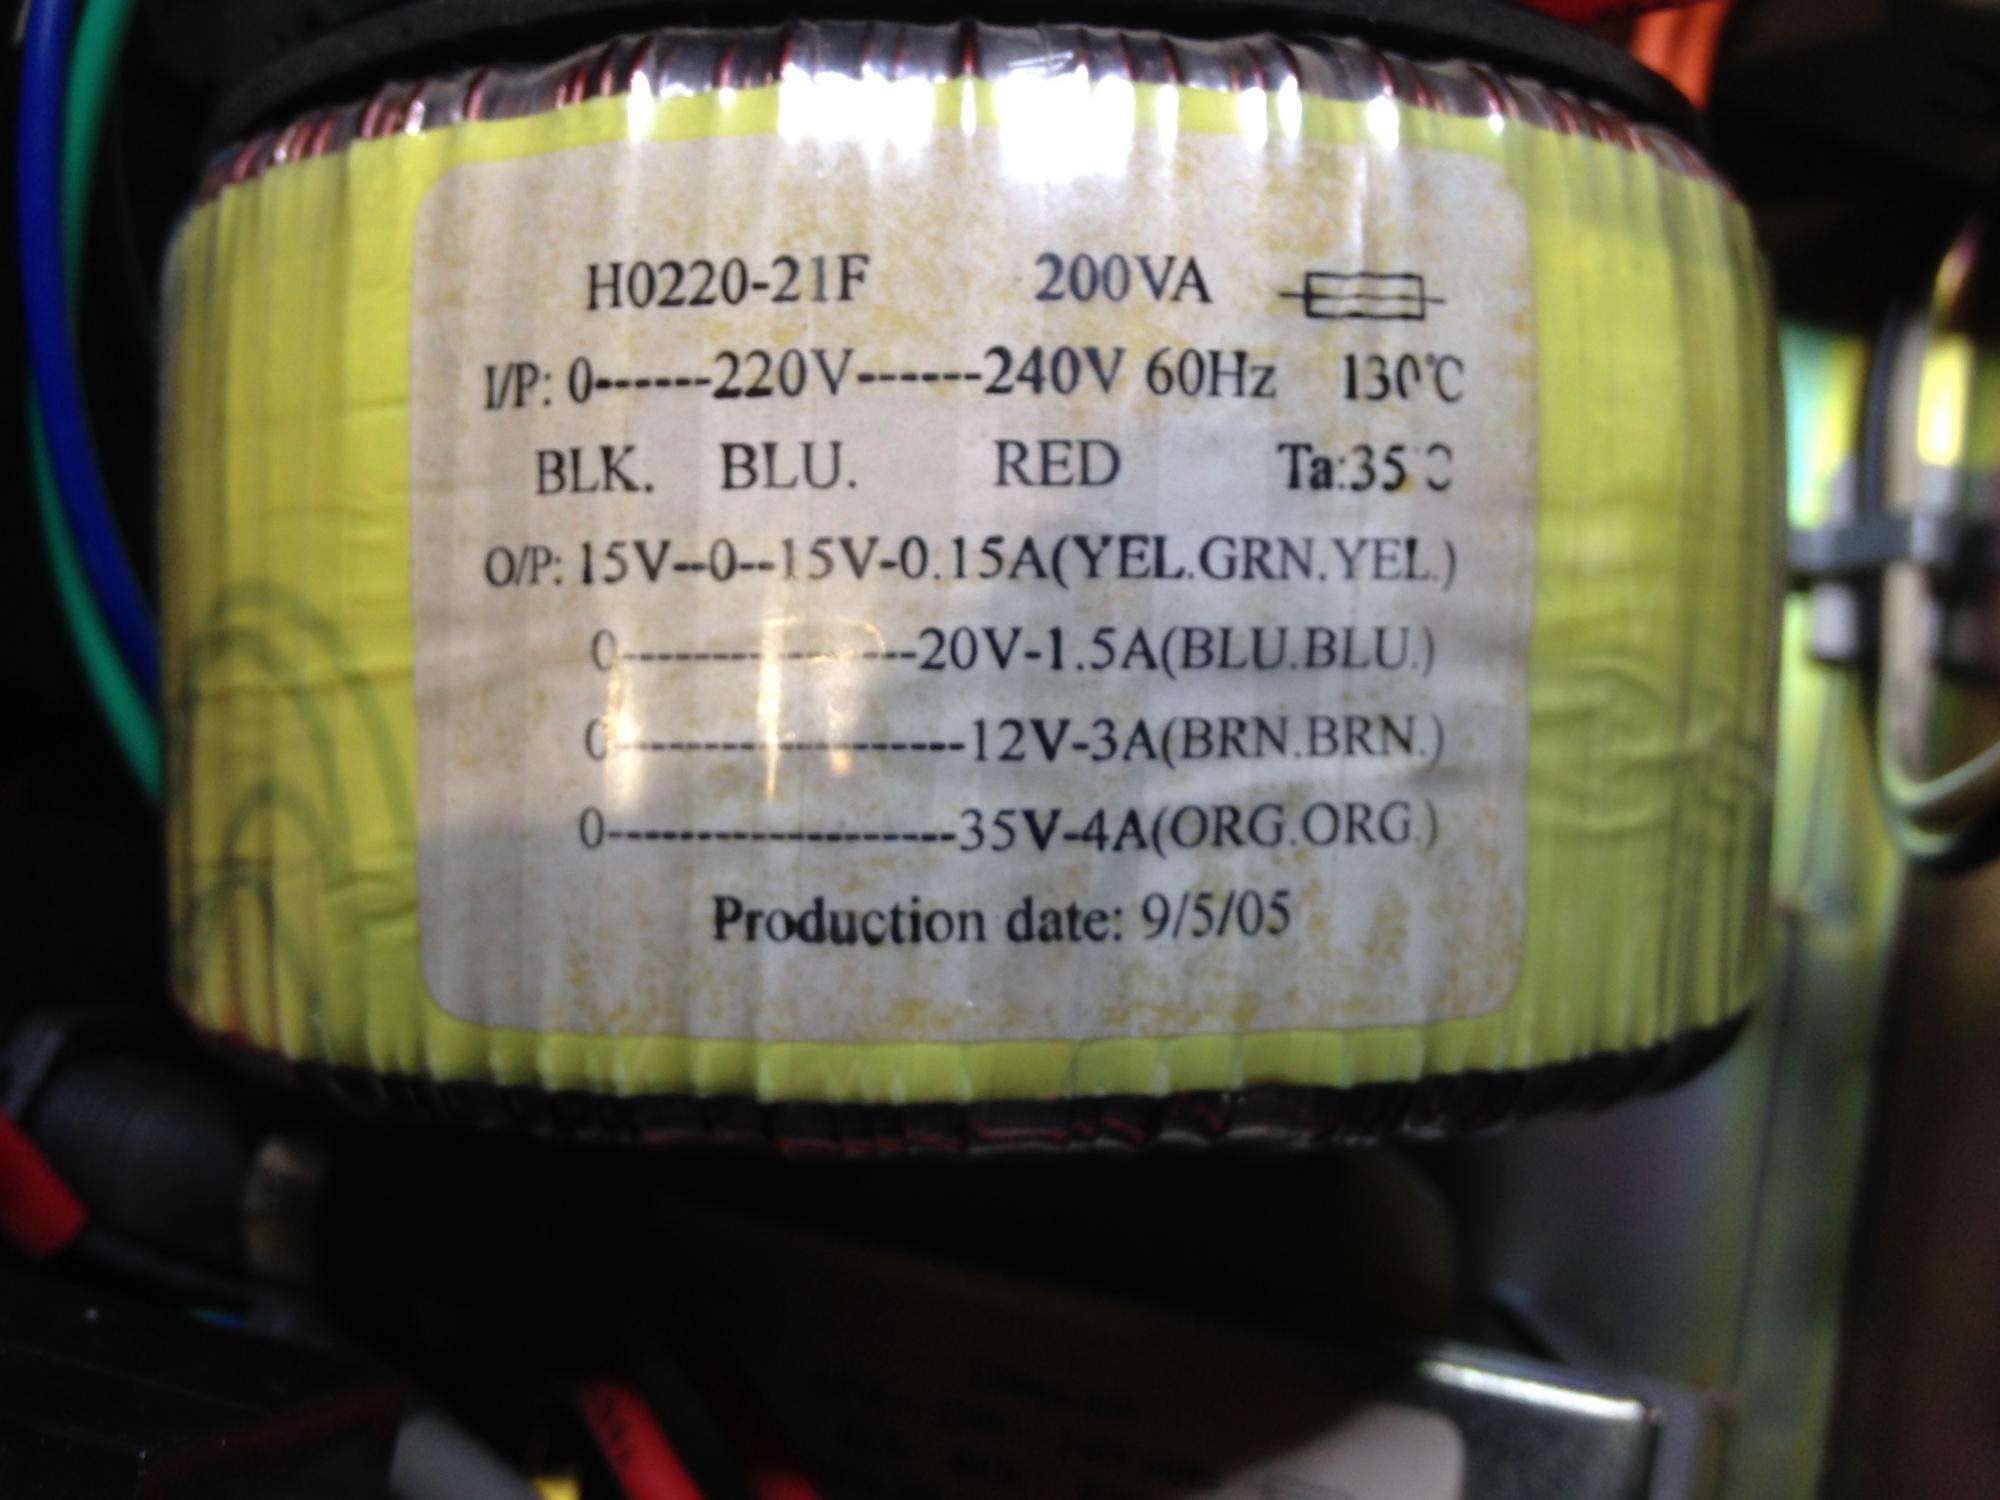 H0220-21F 200VA
I/P: 0------220V------240V 60Hz 130℃
BLK. BLU. RED Ta:35℃
O/P: 15V--0--15V-0.15A(YEL.GRN.YEL.)
0-----------------20V-1.5A(BLU.BLU.)
0--------------------12V-3A(BRN.BRN.)
0--------------------35V-4A(ORG.ORG.)
Production date: 9/5/05